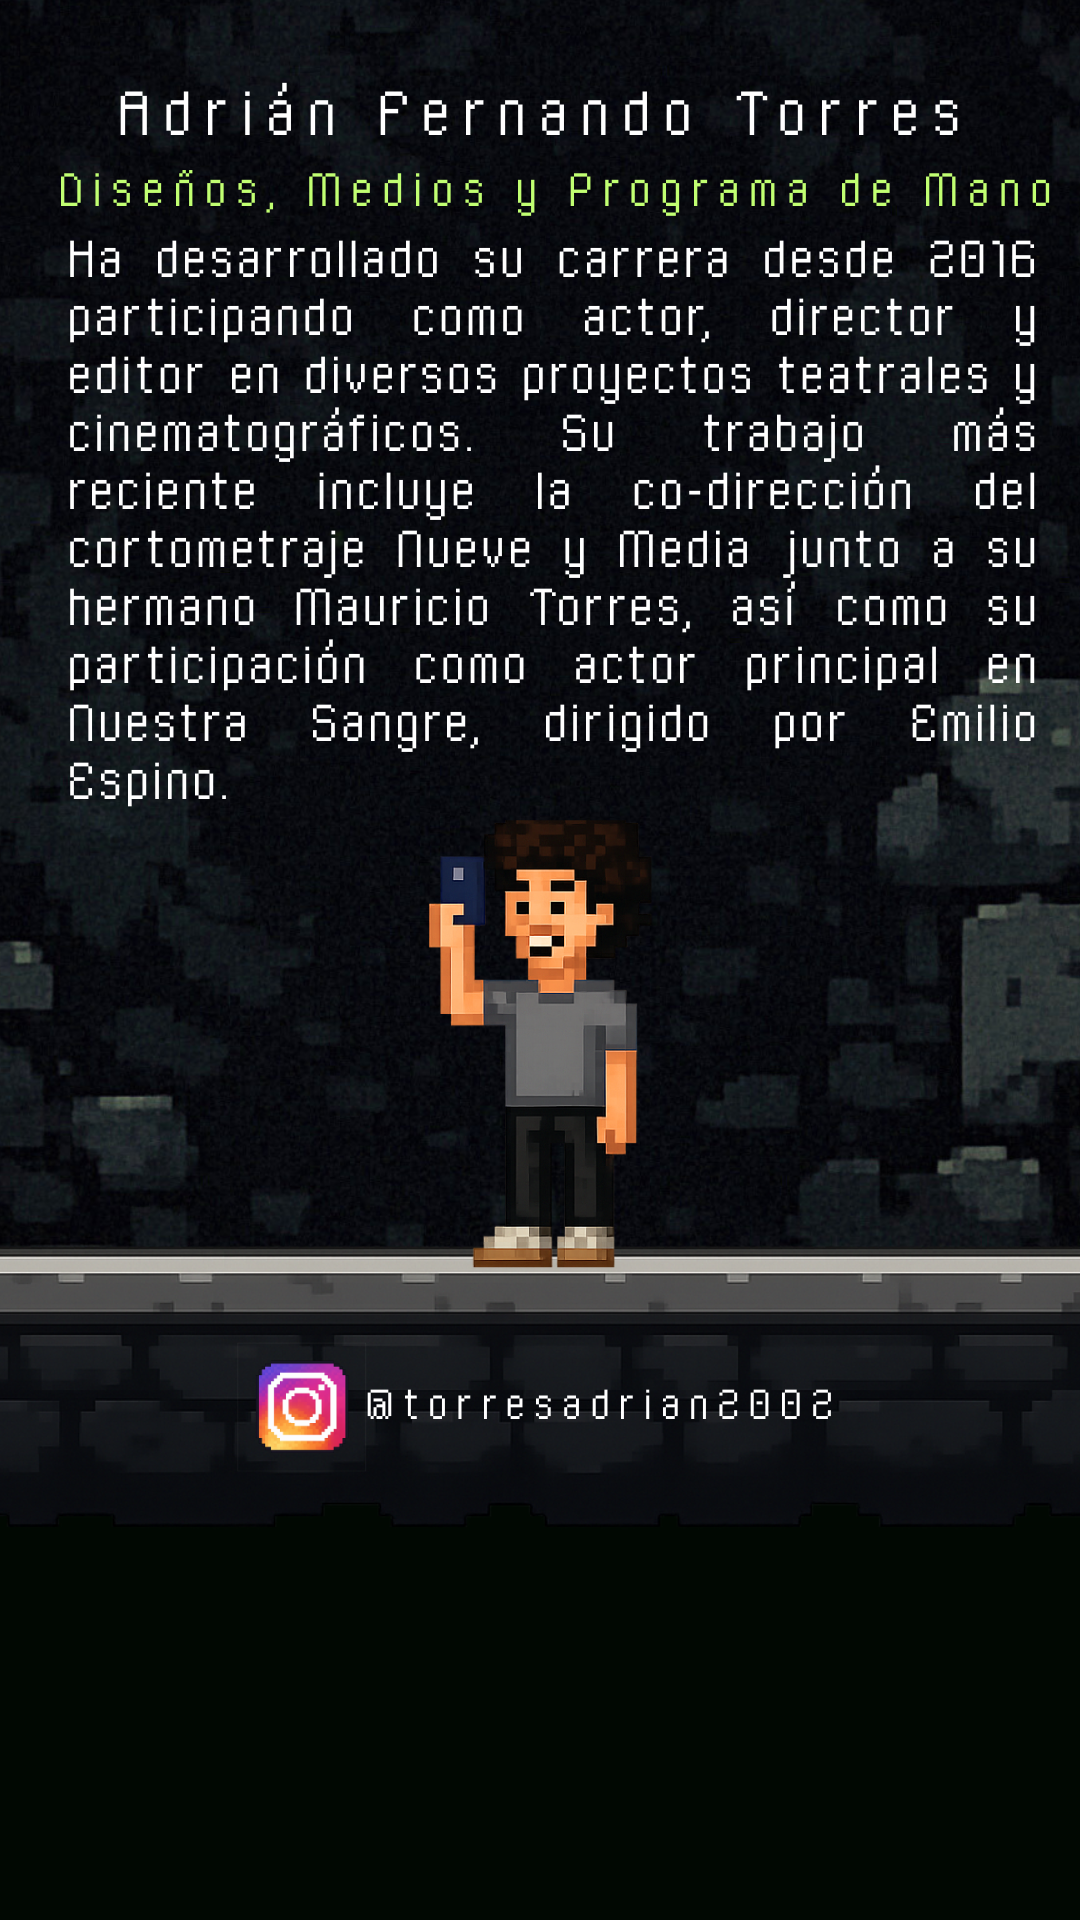 Adrián Fernando Torres
Diseños, Medios y Programa de Mano
Ha desarrollado su carrera desde 2016
participando como actor, director y
editor en diversos proyectos teatrales y
cinematográficos. Su trabajo más
reciente incluye la co-dirección del
cortometraje Nueve y Media junto a su
hermano Mauricio Torres, así como su
participación como actor principal en
Nuestra Sangre, dirigido por Emilio
Espino.
@torresadrian2002